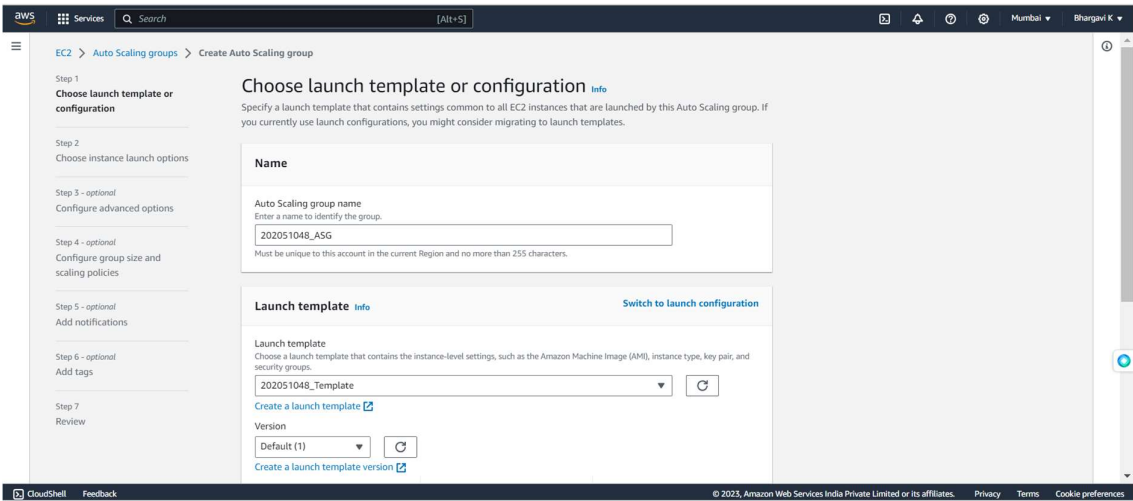 aws Services Search [Alt+S] Mumbai Bhargavi K
EC2 > Auto Scaling groups > Create Auto Scaling group
Step 1
Choose launch template or
configuration
Step 2
Choose instance launch options
Step 3 - optional
Configure advanced options
Step 4 - optional
Configure group size and
scaling policies
Step 5 - optional
Add notifications
Step 6 - optional
Add tags
Step 7
Review
Choose launch template or configuration Info
Specify a launch template that contains settings common to all EC2 instances that are launched by this Auto Scaling group. If
you currently use launch configurations, you might consider migrating to launch templates.
Name
Auto Scaling group name
Enter a name to identify the group.
202051048_ASG
Must be unique to this account in the current Region and no more than 255 characters.
Launch template Info Switch to launch configuration
Launch template
Choose a launch template that contains the instance-level settings, such as the Amazon Machine Image (AMI), instance type, key pair, and
security groups.
202051048_Template
Create a launch template
Version
Default (1)
Create a launch template version
CloudShell Feedback © 2023, Amazon Web Services India Private Limited or its affiliates. Privacy Terms Cookie preferences